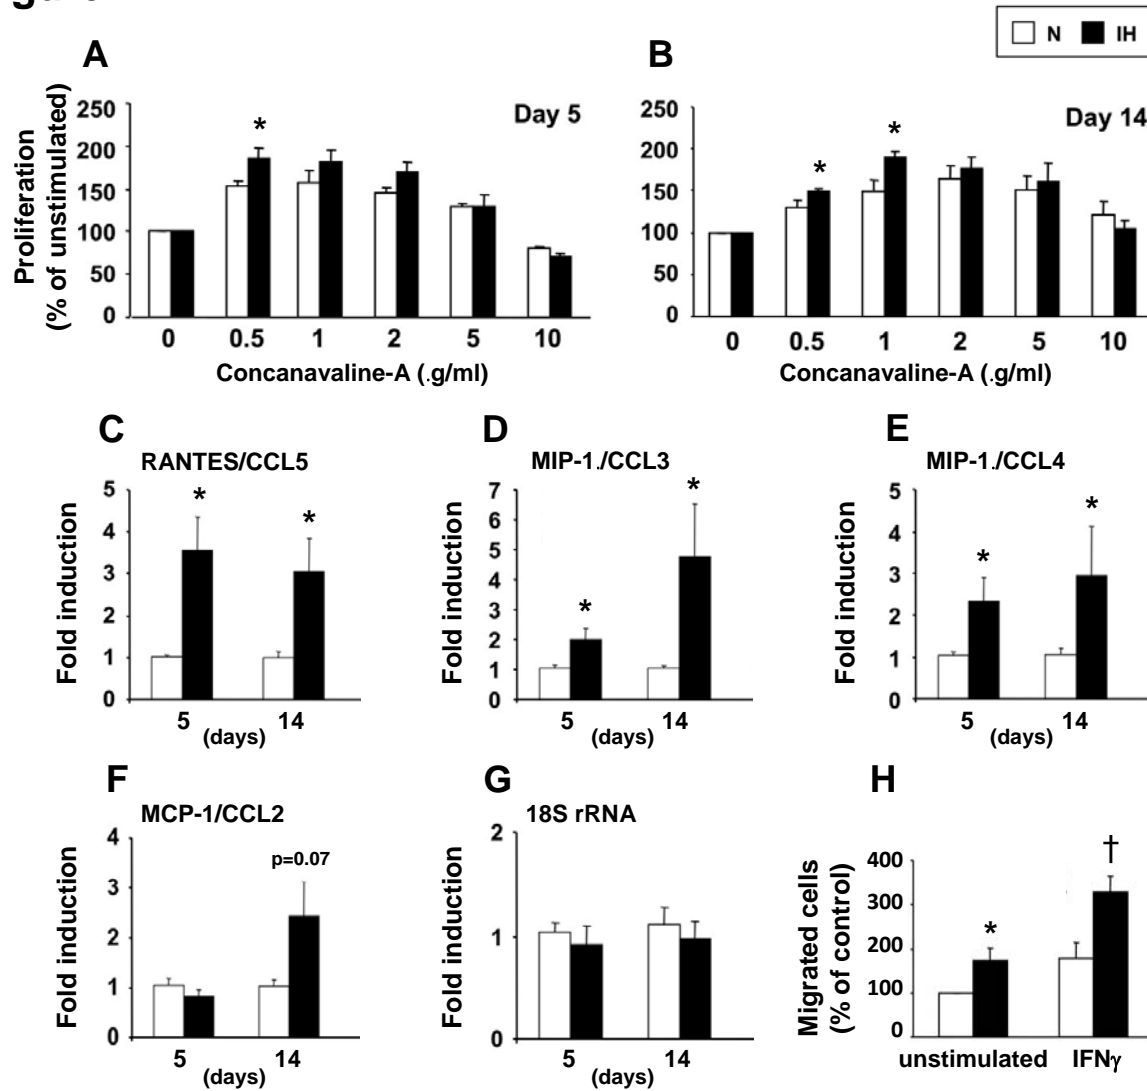 N IH
A
Proliferation
(% of unstimulated)
250
200
150
100
50
0
Day 5
*
0 0.5 1 2 5 10
Concanavaline-A (.g/ml)
B
250
200
150
100
50
0
Day 14
* *
0 0.5 1 2 5 10
Concanavaline-A (.g/ml)
C
RANTES/CCL5
Fold induction
5
4
3
2
1
0
* *
5 14
(days)
D
MIP-1./CCL3
Fold induction
7
6
5
4
3
2
1
0
* *
5 14
(days)
E
MIP-1./CCL4
Fold induction
5
4
3
2
1
0
* *
5 14
(days)
F
MCP-1/CCL2
Fold induction
4
3
2
1
0
p=0.07
5 14
(days)
G
18S rRNA
Fold induction
2
1
0
5 14
(days)
H
Migrated cells
(% of control)
400
300
200
100
0
* †
unstimulated IFNγ